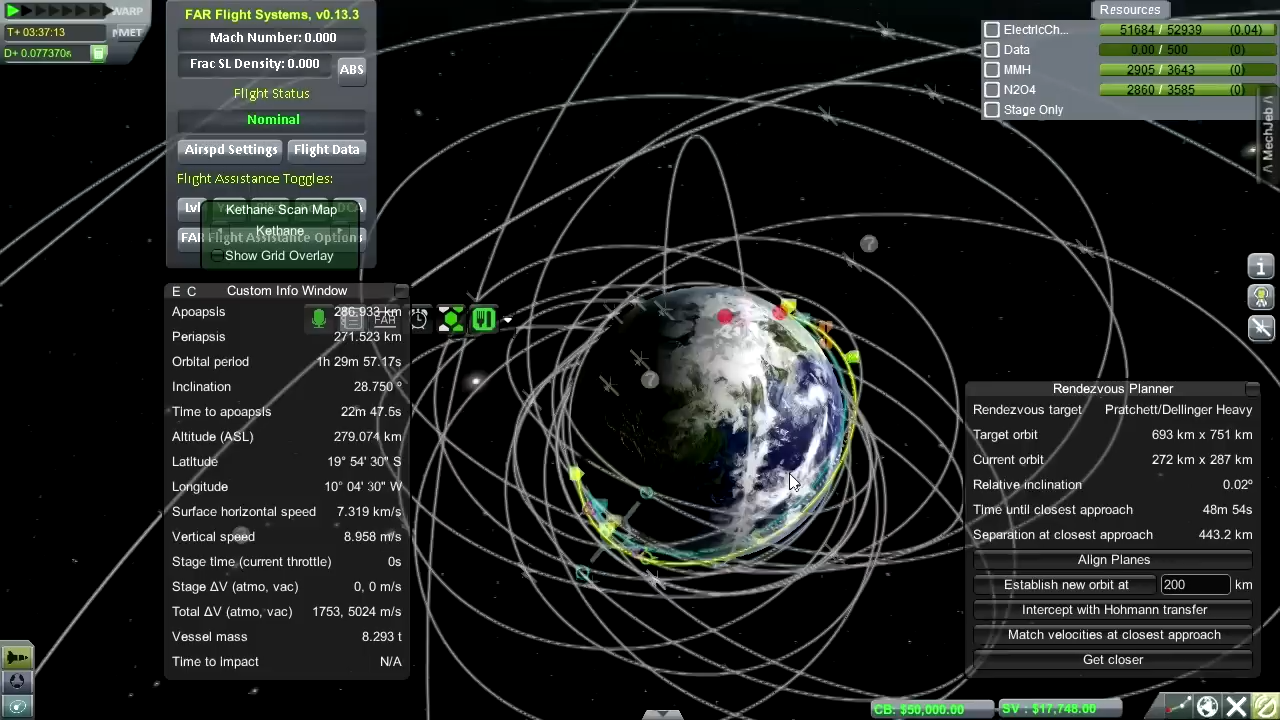 WARP
T+ 03:37:13
MET
D+ 0.077370s
FAR Flight Systems, v0.13.3
Mach Number: 0.000
Frac SL Density: 0.000
ABS
Flight Status
Nominal
Airspd Settings
Flight Data
Flight Assistance Toggles:
Lvl
DCA
Kethane Scan Map
Kethane
FAR Flight Assistance Options
Show Grid Overlay
E C Custom Info Window
FAR
Apoapsis 286.933 km
Periapsis 271.523 km
Orbital period 1h 29m 57.17s
Inclination 28.750 º
Time to apoapsis 22m 47.5s
Altitude (ASL) 279.074 km
Latitude 19° 54' 30" S
Longitude 10° 04' 30" W
Surface horizontal speed 7.319 km/s
Vertical speed 8.958 m/s
Stage time (current throttle) 0s
Stage ΔV (atmo, vac) 0, 0 m/s
Total ΔV (atmo, vac) 1753, 5024 m/s
Vessel mass 8.293 t
Time to impact N/A
?
?
Resources
ElectricCh... 51684 / 52939 (0.04)
Data 0.00 / 500 (0)
MMH 2905 / 3643 (0)
N2O4 2860 / 3585 (0)
Stage Only
MechJeb
Rendezvous Planner
Rendezvous target Pratchett/Dellinger Heavy
Target orbit 693 km x 751 km
Current orbit 272 km x 287 km
Relative inclination 0.02º
Time until closest approach 48m 54s
Separation at closest approach 443.2 km
Align Planes
Establish new orbit at 200 km
Intercept with Hohmann transfer
Match velocities at closest approach
Get closer
CB: $50,000.00
SV : $17,748.00